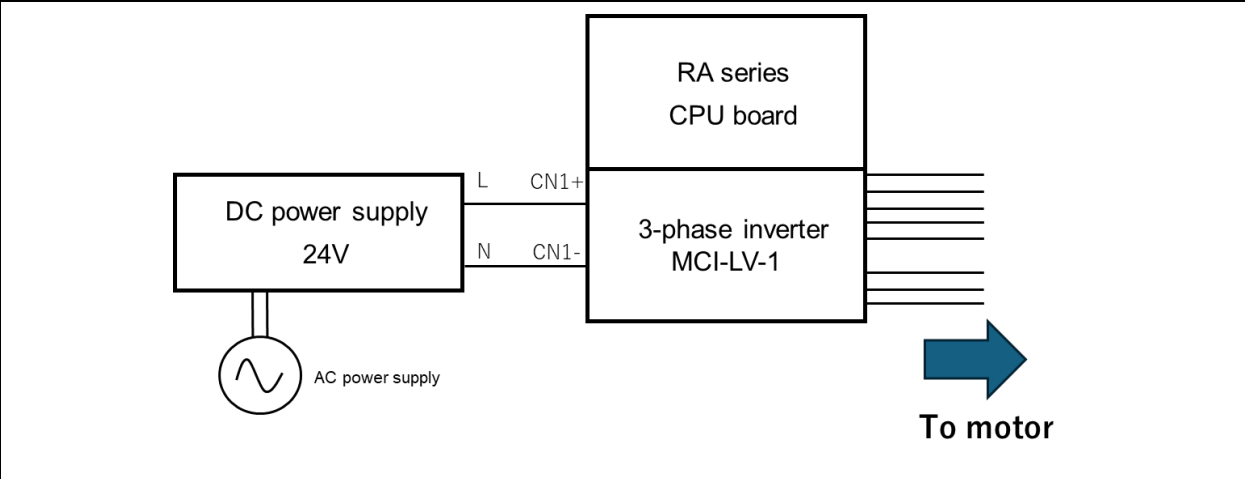 RA series
CPU board
L
CN1+
DC power supply
24V
3-phase inverter
MCI-LV-1
N
CN1-
AC power supply
To motor